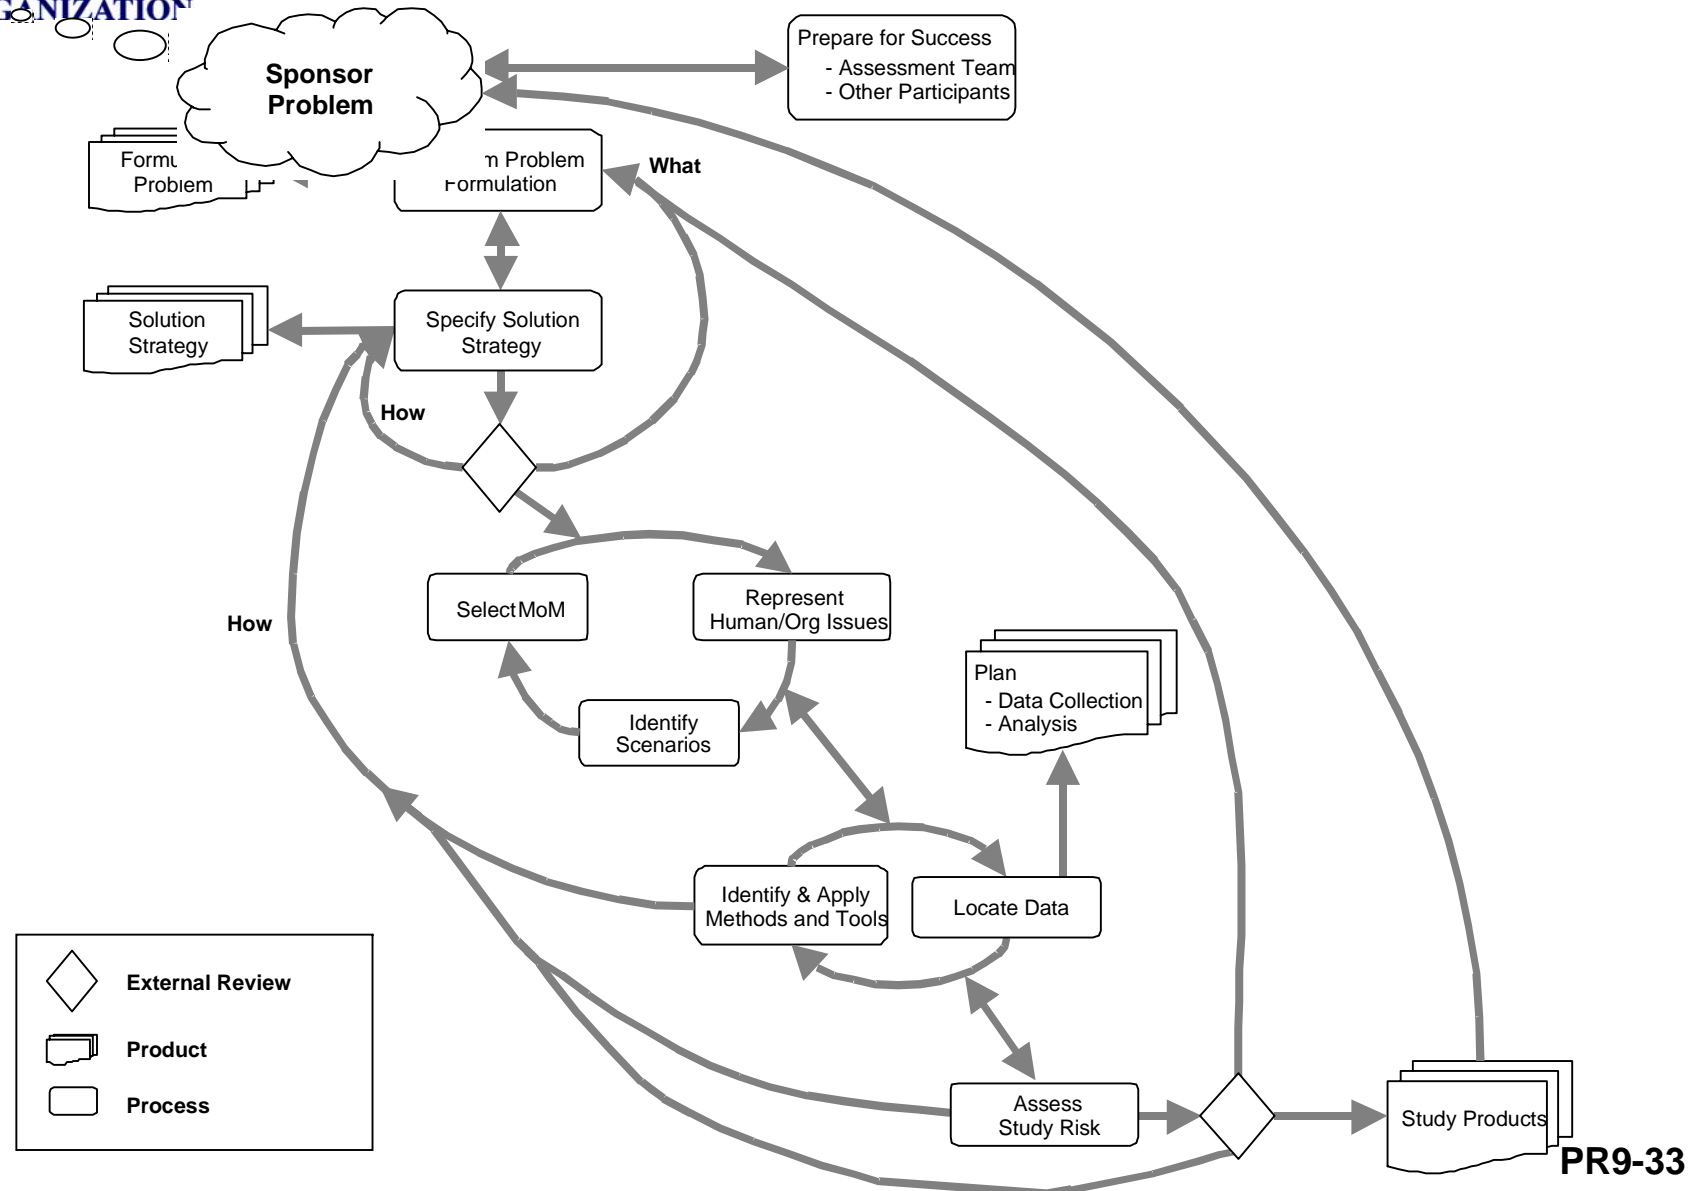 GANIZATION
Sponsor
Problem
Prepare for Success
- Assessment Team
- Other Participants
Formu
Problem
m Problem
Formulation
What
Solution
Strategy
Specify Solution
Strategy
How
Select MoM
Represent
Human/Org Issues
How
Identify
Scenarios
Plan
- Data Collection
- Analysis
Identify & Apply
Methods and Tools
Locate Data
External Review
Product
Process
Assess
Study Risk
Study Products
PR9-33